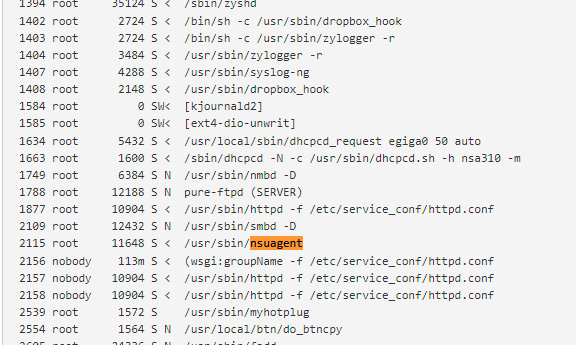 1394 root 35124 S < /sbin/zyshd
1402 root 2724 S < /bin/sh -c /usr/sbin/dropbox_hook
1403 root 2724 S < /bin/sh -c /usr/sbin/zylogger -r
1404 root 3484 S < /usr/sbin/zylogger -r
1407 root 4288 S < /usr/sbin/syslog-ng
1408 root 2148 S < /usr/sbin/dropbox_hook
1584 root 0 SW< [kjournald2]
1585 root 0 SW< [ext4-dio-unwrit]
1634 root 5432 S < /usr/local/sbin/dhcpcd_request egiga0 50 auto
1663 root 1600 S < /sbin/dhcpcd -N -c /usr/sbin/dhcpcd.sh -h nsa310 -m
1749 root 6384 S N /usr/sbin/nmbd -D
1788 root 12188 S N pure-ftpd (SERVER)
1877 root 10904 S < /usr/sbin/httpd -f /etc/service_conf/httpd.conf
2109 root 12432 S N /usr/sbin/smbd -D
2115 root 11648 S < /usr/sbin/nsuagent
2156 nobody 113m S < (wsgi:groupName -f /etc/service_conf/httpd.conf
2157 nobody 10904 S < /usr/sbin/httpd -f /etc/service_conf/httpd.conf
2158 nobody 10904 S < /usr/sbin/httpd -f /etc/service_conf/httpd.conf
2539 root 1572 S /usr/sbin/myhotplug
2554 root 1564 S N /usr/local/btn/do_btncpy